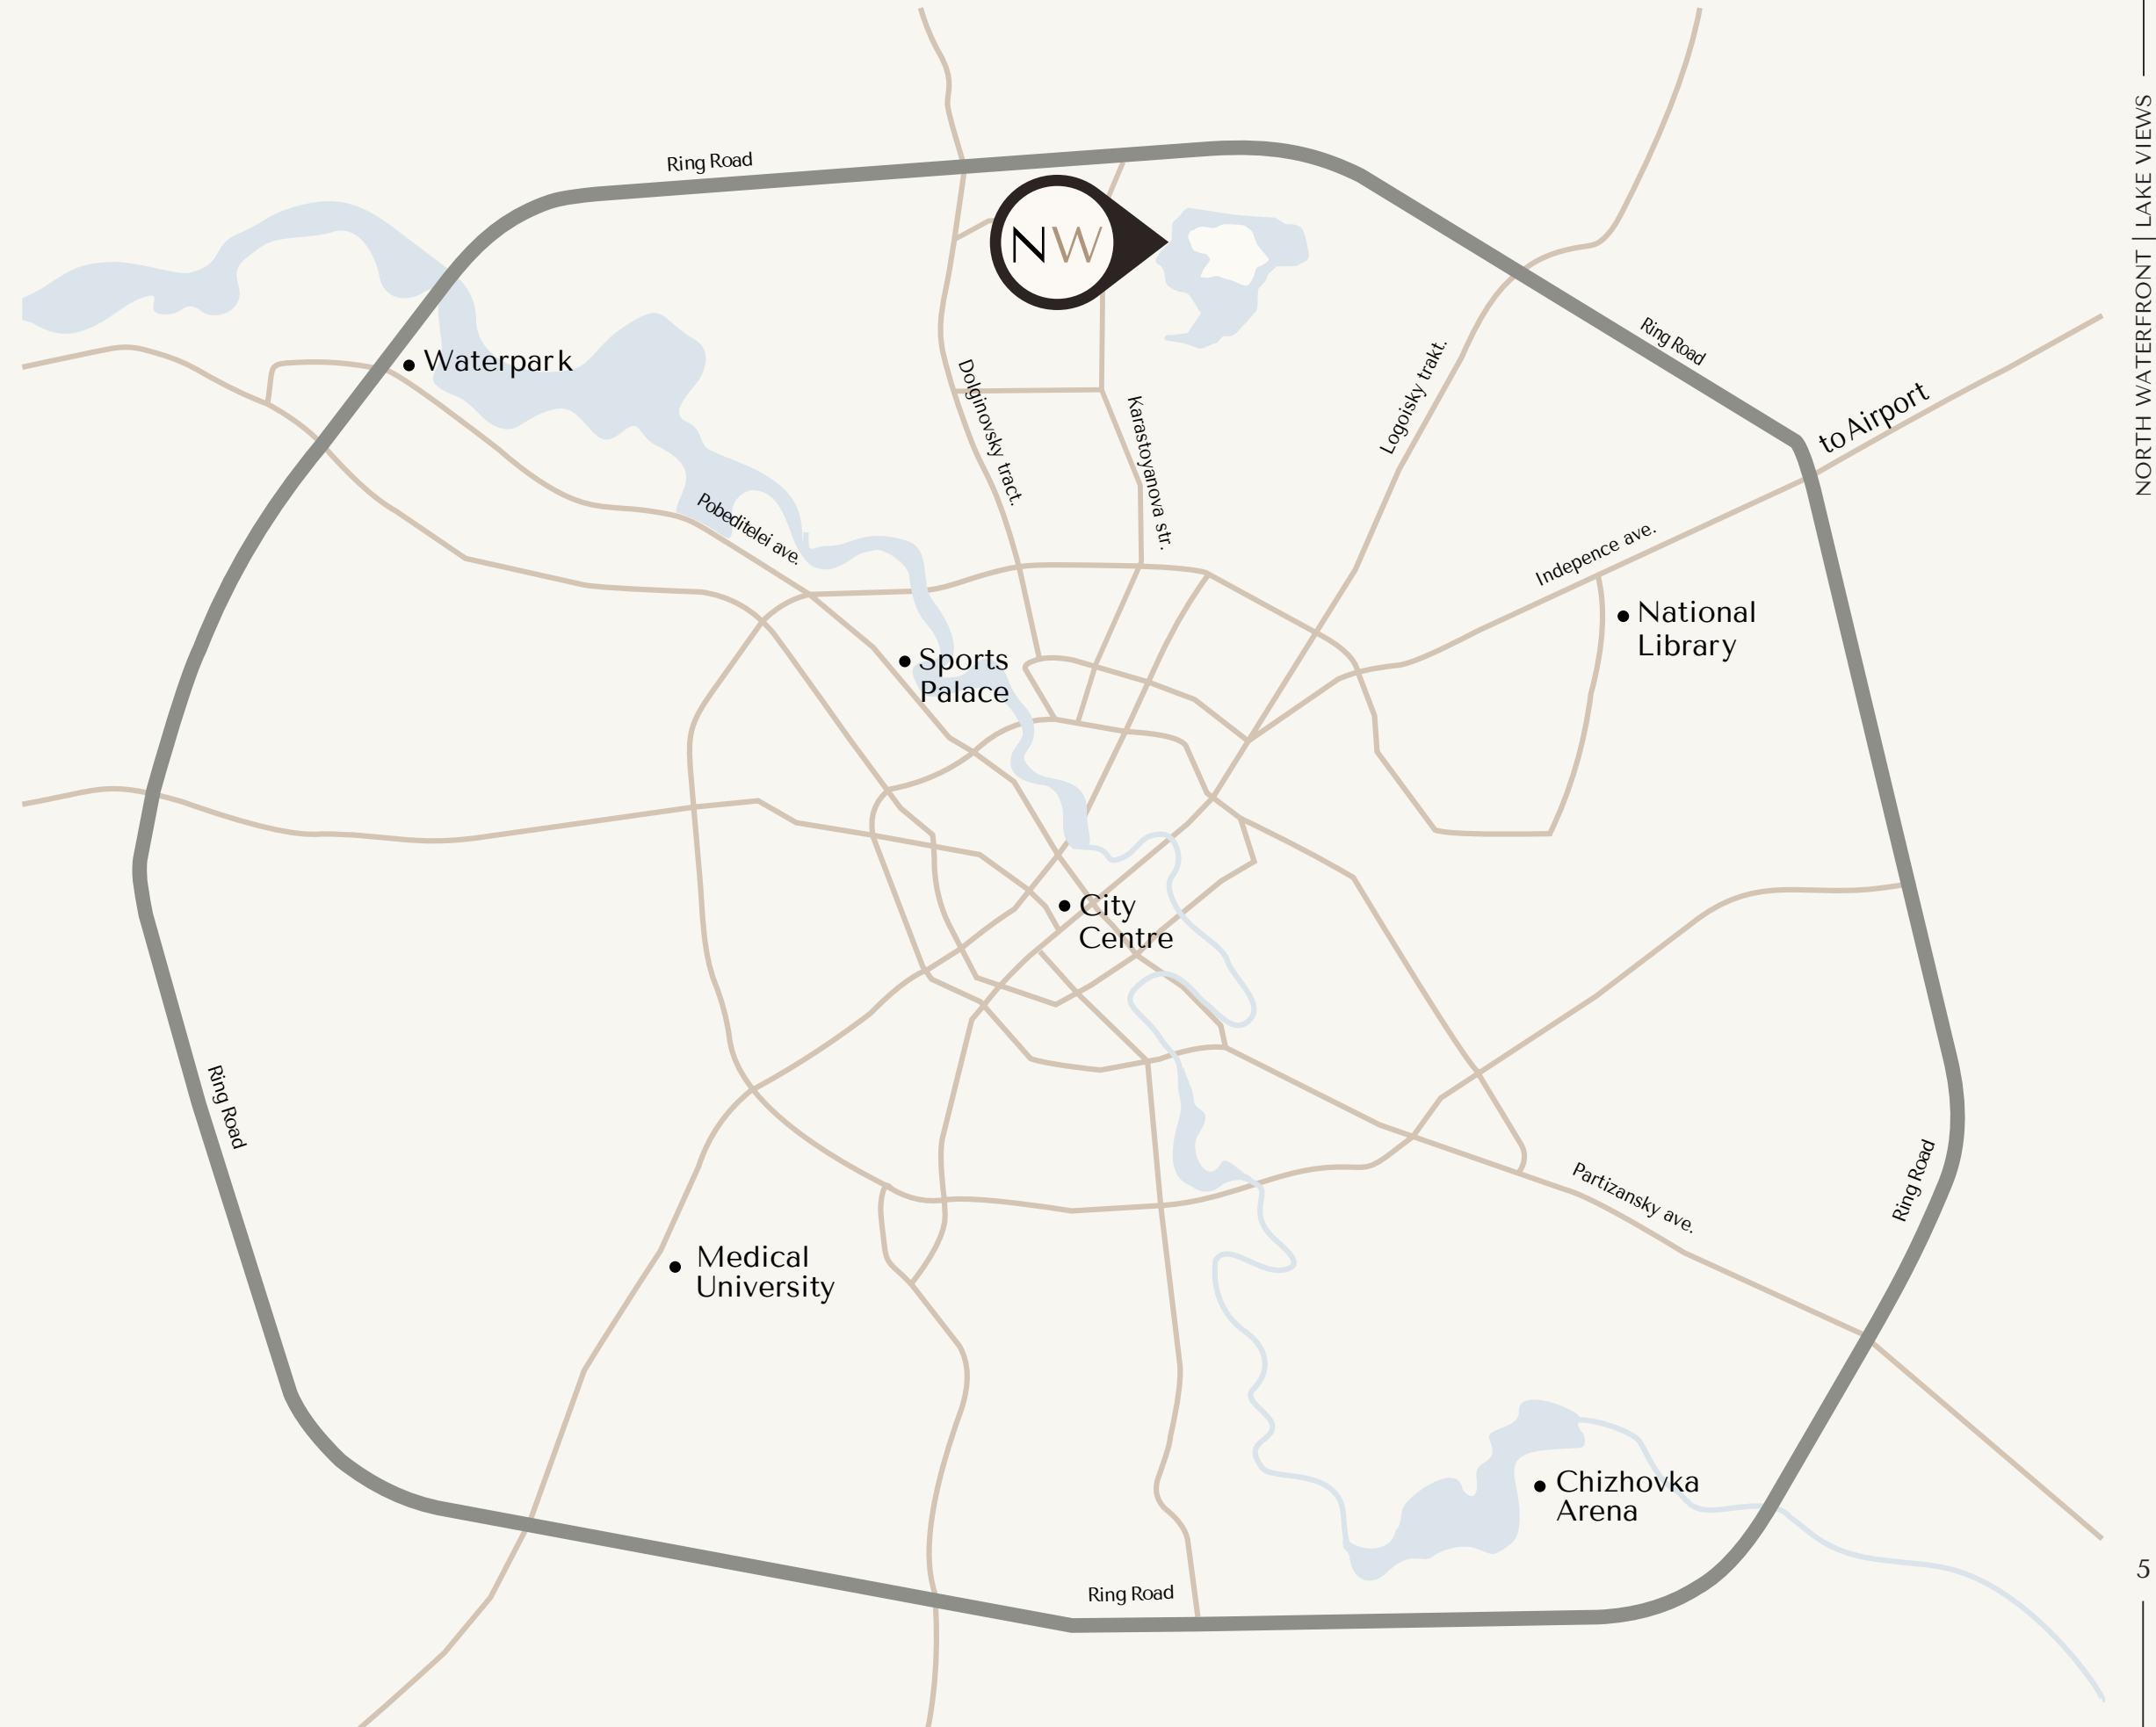 Ring Road
NW
Waterpark
Dolginovsky tract.
Karastoyanova str.
Logoisky trakt.
Ring Road
to Airport
Pobeditelei ave.
Indepence ave.
National
Library
Sports
Palace
City
Centre
Ring Road
Partizansky ave.
Ring Road
Medical
University
Chizhovka
Arena
Ring Road
NORTH WATERFRONT | LAKE VIEWS
5